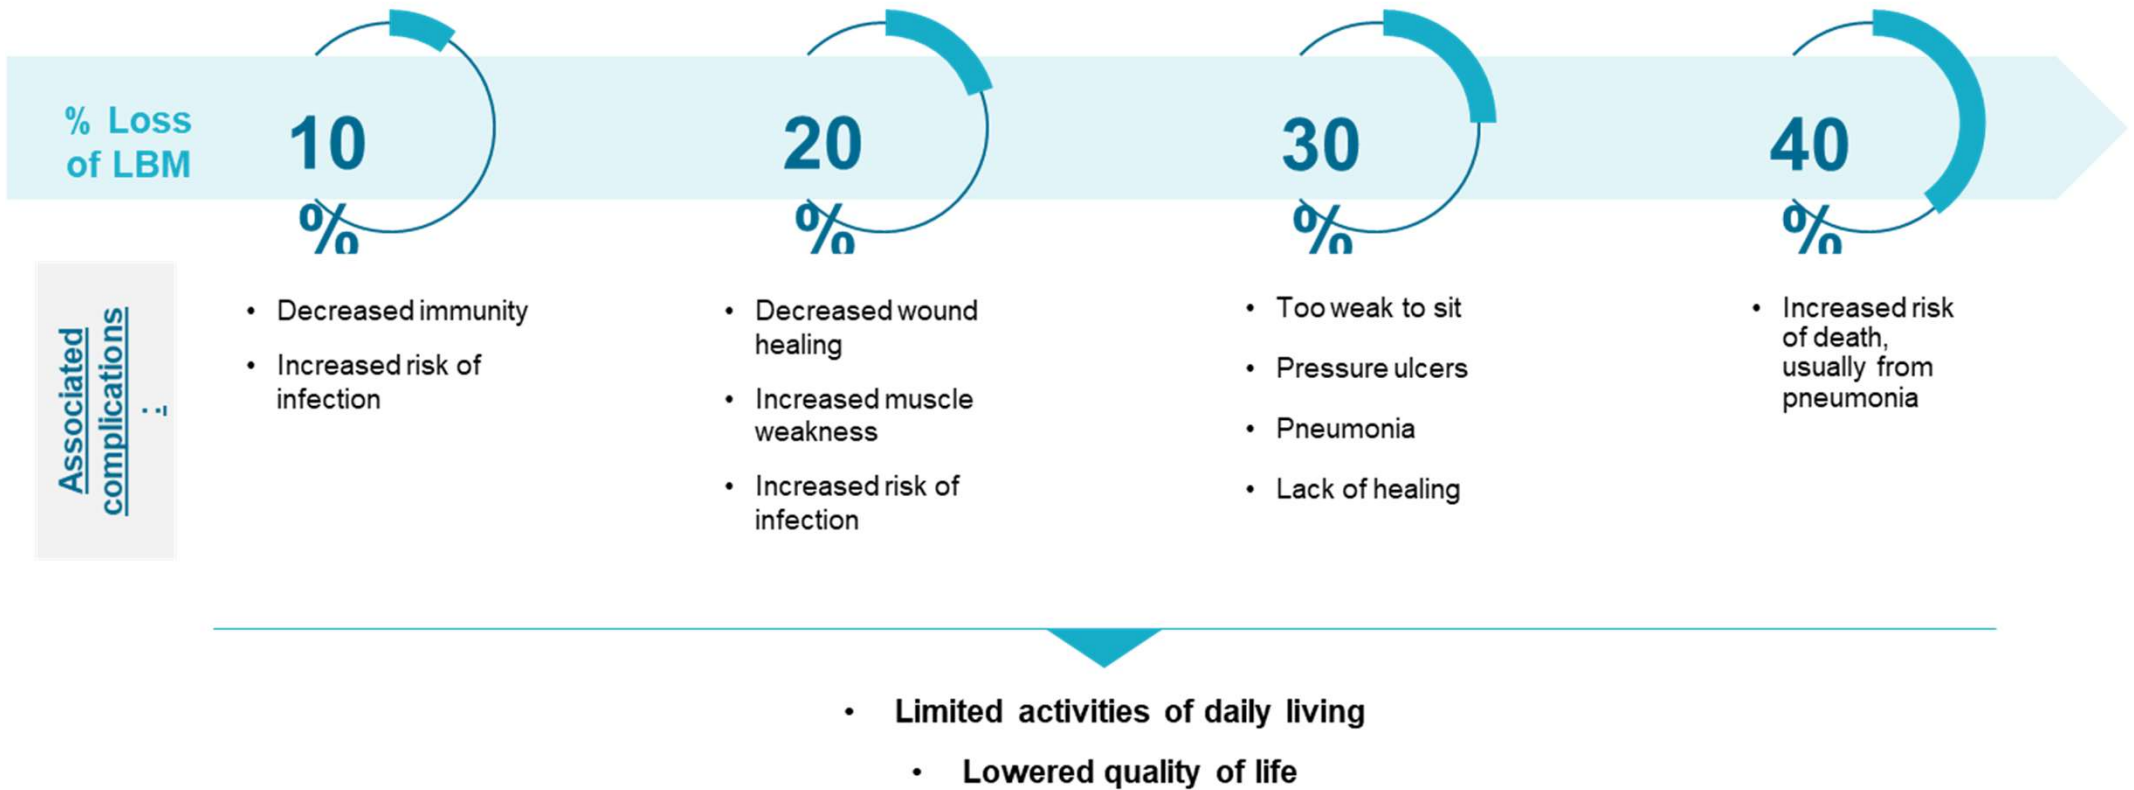 % Loss
of LBM
10
%
20
%
30
%
40
%
Associated
complications
:
• Decreased immunity
• Increased risk of
infection
• Decreased wound
healing
• Increased muscle
weakness
• Increased risk of
infection
• Too weak to sit
• Pressure ulcers
• Pneumonia
• Lack of healing
• Increased risk
of death,
usually from
pneumonia
• Limited activities of daily living
• Lowered quality of life